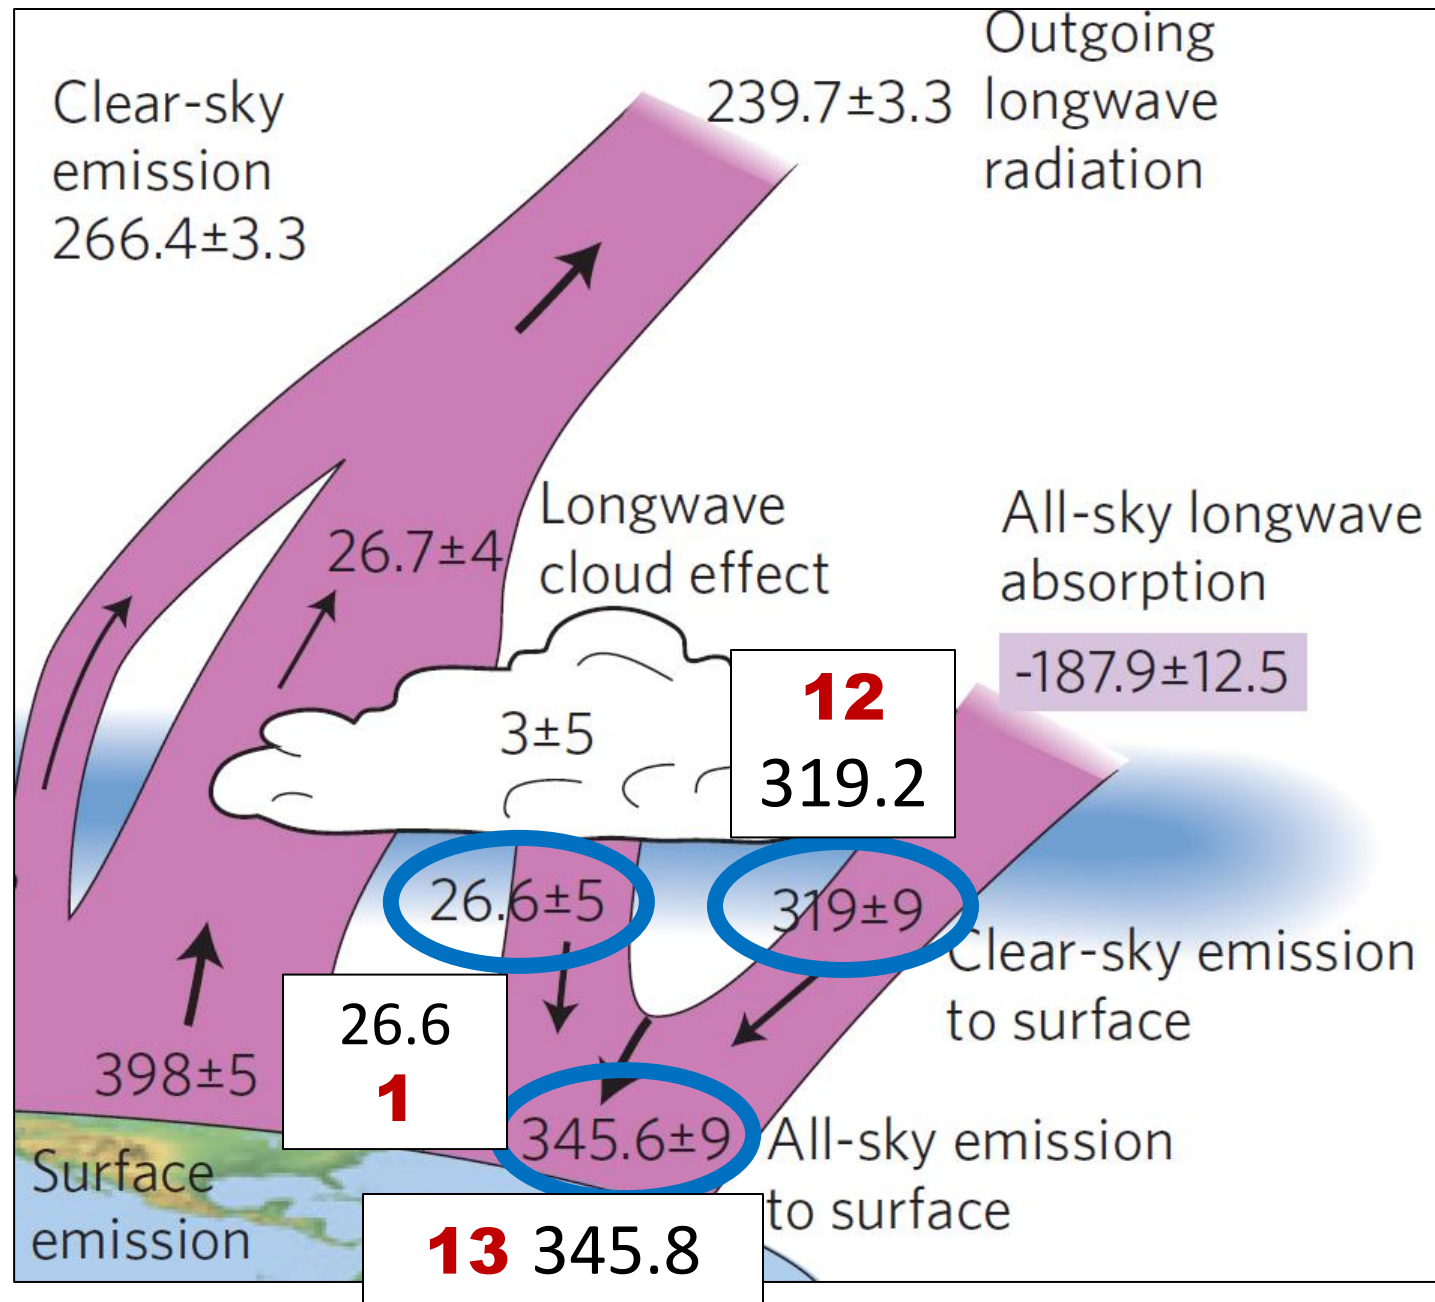 Clear-sky
emission
266.4±3.3
239.7±3.3
Outgoing
longwave
radiation
26.7±4
Longwave
cloud effect
All-sky longwave
absorption
-187.9±12.5
3±5
12
319.2
26.6±5
319±9
Clear-sky emission
to surface
26.6
1
398±5
345.6±9
All-sky emission
to surface
Surface
emission
13 345.8